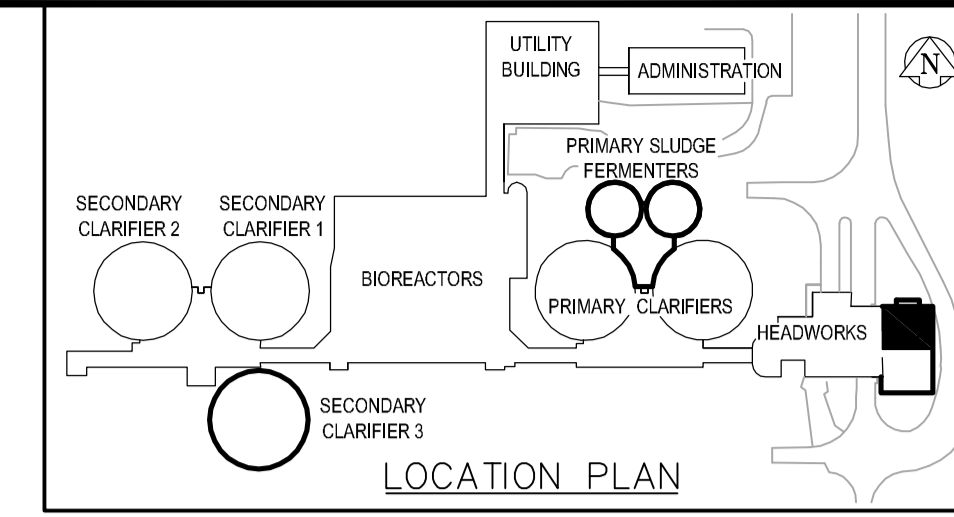 UTILITY
BUILDING
ADMINISTRATION
N
PRIMARY SLUDGE
FERMENTERS
SECONDARY
CLARIFIER 2
SECONDARY
CLARIFIER 1
BIOREACTORS
PRIMARY CLARIFIERS
HEADWORKS
SECONDARY
CLARIFIER 3
LOCATION PLAN